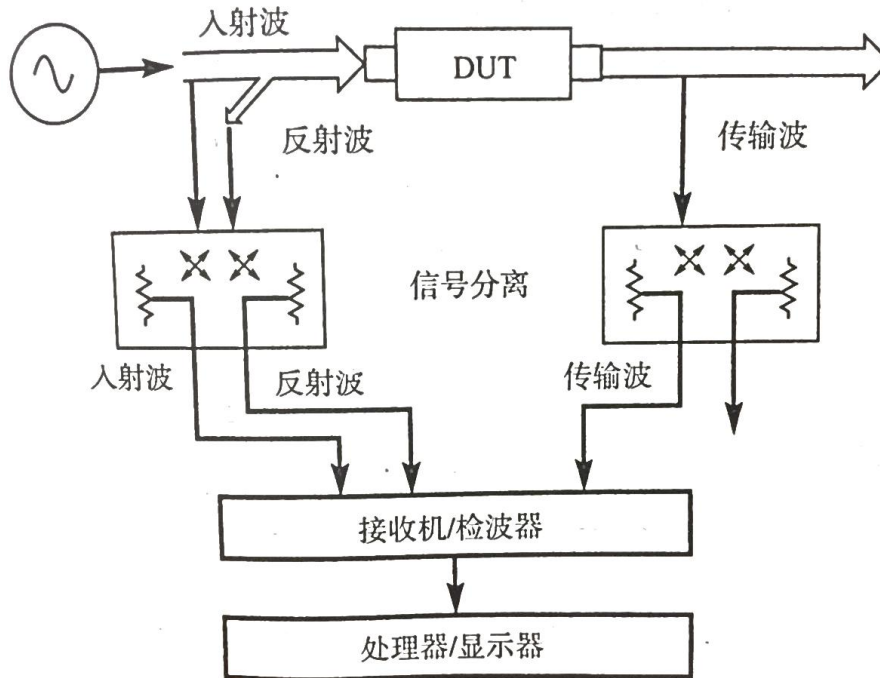 入射波
DUT
反射波
传输波
信号分离
入射波
反射波
传输波
接收机/检波器
处理器/显示器